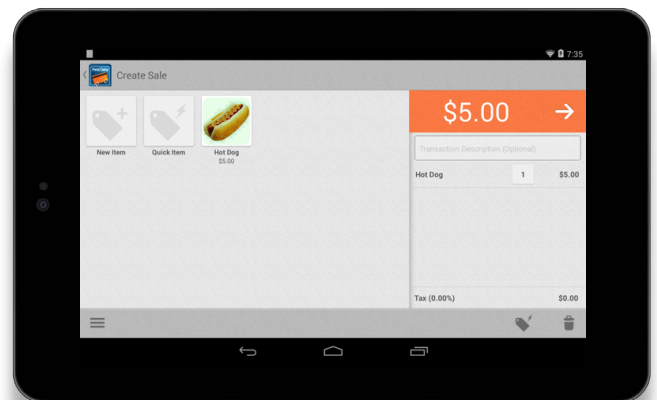 7:35
Create Sale
$5.00
New Item
Quick Item
Hot Dog
$5.00
Transaction Description (Optional)
Hot Dog 1 $5.00
Tax (0.00%) $0.00